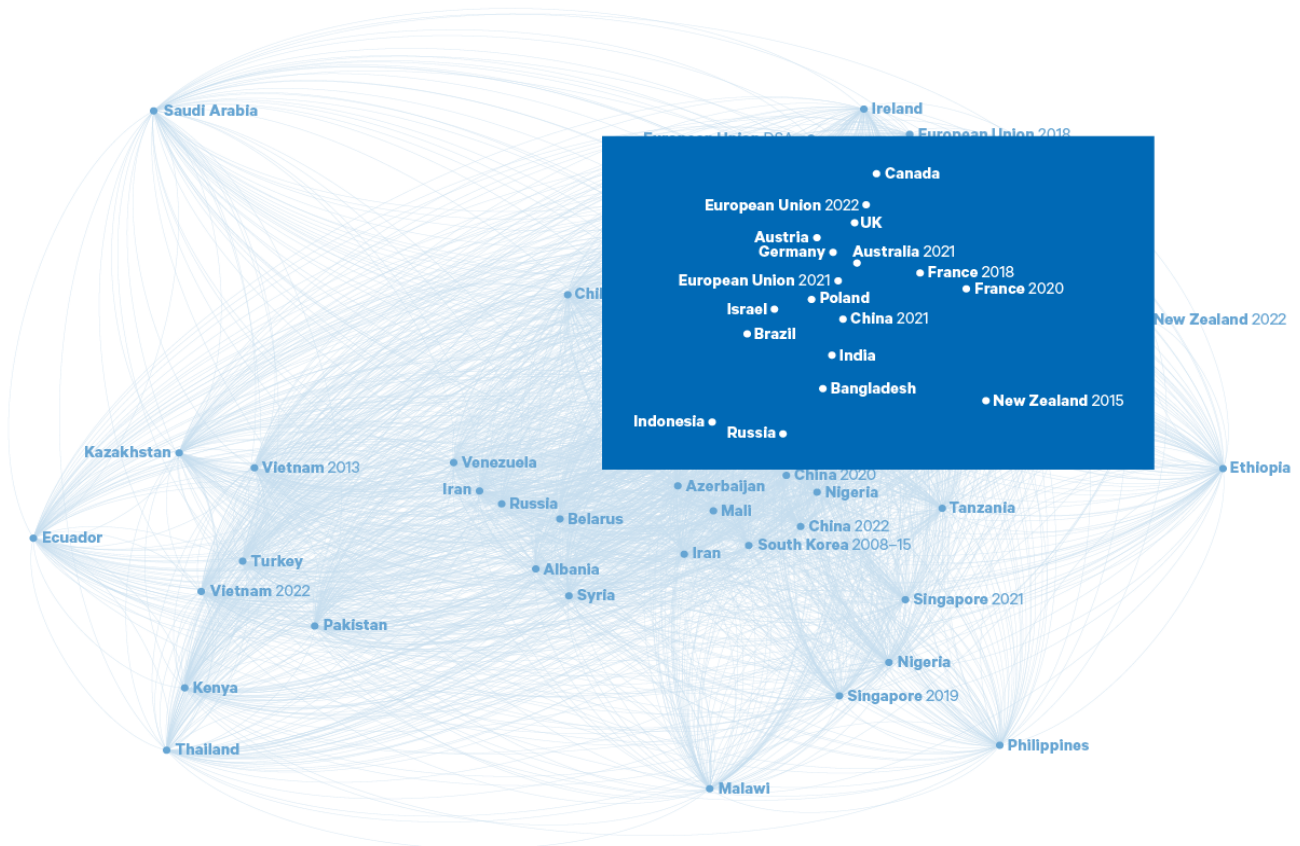 Saudi Arabia
Ireland
European Union DSA
European Union 2018
Canada
European Union 2022
UK
Austria
Germany
Australia 2021
France 2018
European Union 2021
France 2020
Poland
Israel
China 2021
Brazil
India
Bangladesh
New Zealand 2015
Indonesia
Russia
New Zealand 2022
Kazakhstan
Vietnam 2013
Venezuela
Ethiopia
China 2020
Iran
Azerbaijan
Nigeria
Russia
Mali
Tanzania
Belarus
China 2022
Ecuador
South Korea 2008–15
Iran
Turkey
Albania
Vietnam 2022
Syria
Singapore 2021
Pakistan
Nigeria
Kenya
Singapore 2019
Thailand
Philippines
Malawi